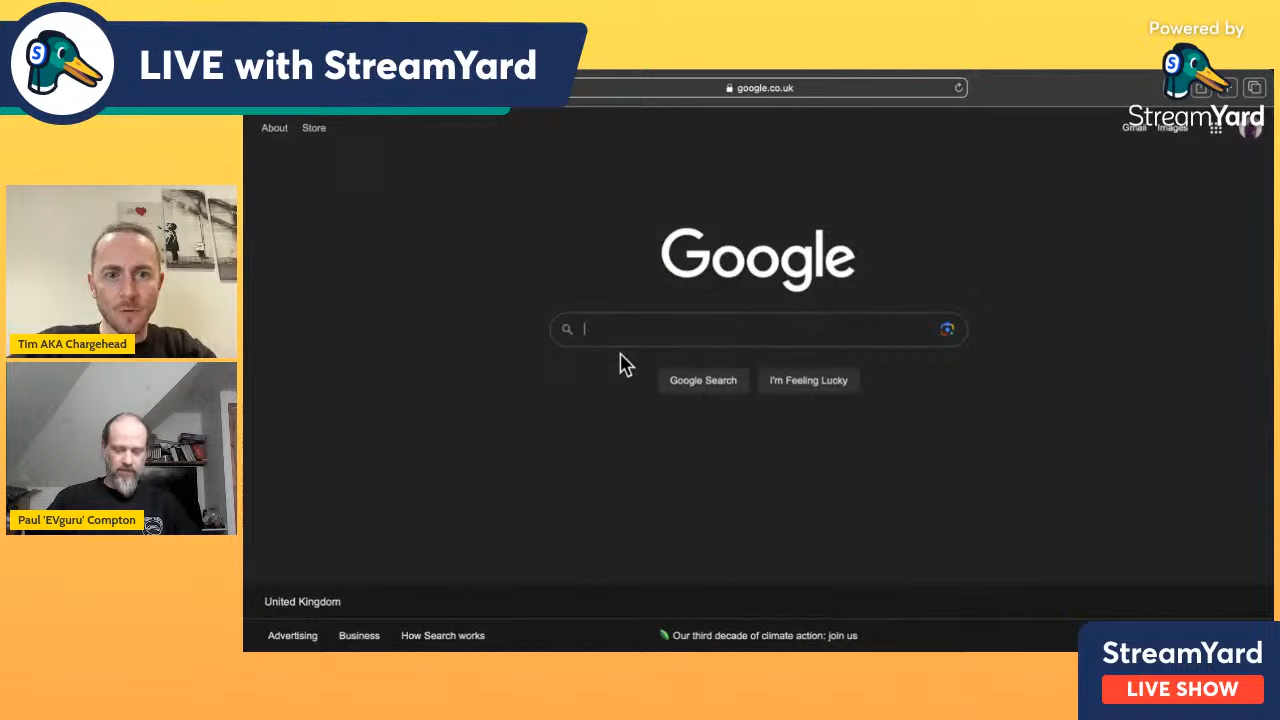 S
LIVE with StreamYard
Powered by
S
StreamYard
google.co.uk
About Store
Gmail Images
Google
Google Search I'm Feeling Lucky
Tim AKA Chargehead
Paul 'EVguru' Compton
United Kingdom
Advertising Business How Search works
Our third decade of climate action: join us
StreamYard
LIVE SHOW